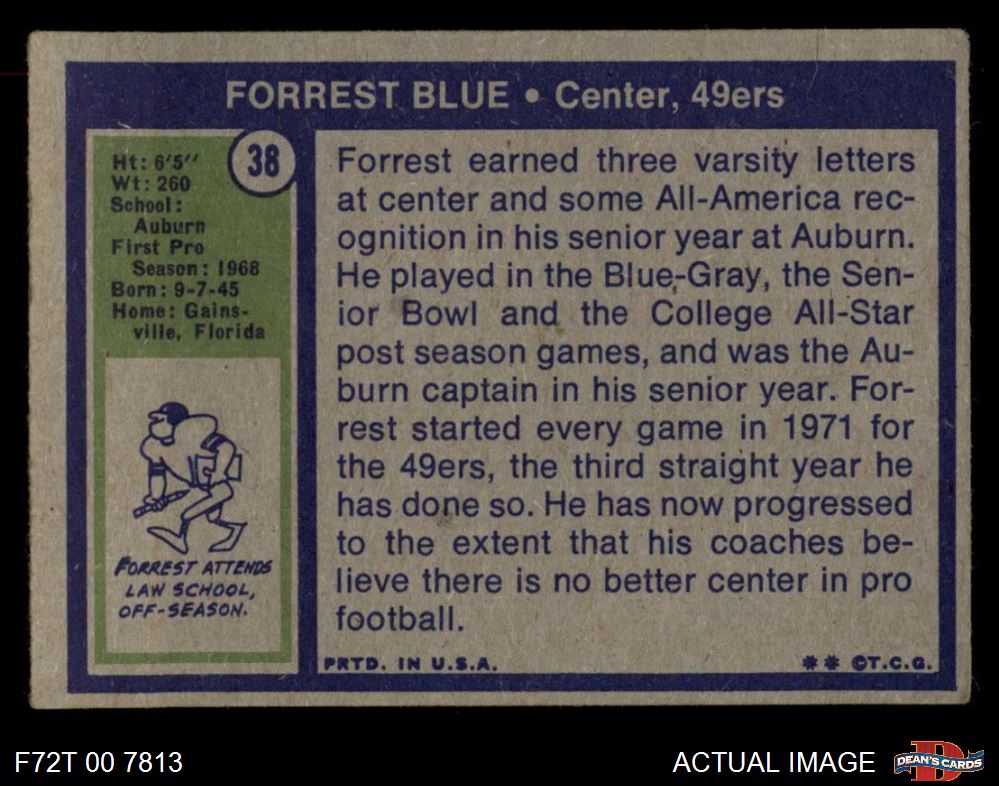 FORREST BLUE • Center, 49ers
38
Ht: 6'5''
Wt: 260
School:
Auburn
First Pro
Season: 1968
Born: 9-7-45
Home: Gains-
ville, Florida
FORREST ATTENDS
LAW SCHOOL,
OFF-SEASON.
Forrest earned three varsity letters
at center and some All-America rec-
ognition in his senior year at Auburn.
He played in the Blue-Gray, the Sen-
ior Bowl and the College All-Star
post season games, and was the Au-
burn captain in his senior year. For-
rest started every game in 1971 for
the 49ers, the third straight year he
has done so. He has now progressed
to the extent that his coaches be-
lieve there is no better center in pro
football.
PRTD. IN U.S.A.
** ©T.C.G.
F72T 00 7813
ACTUAL IMAGE
D
DEAN'S CARDS